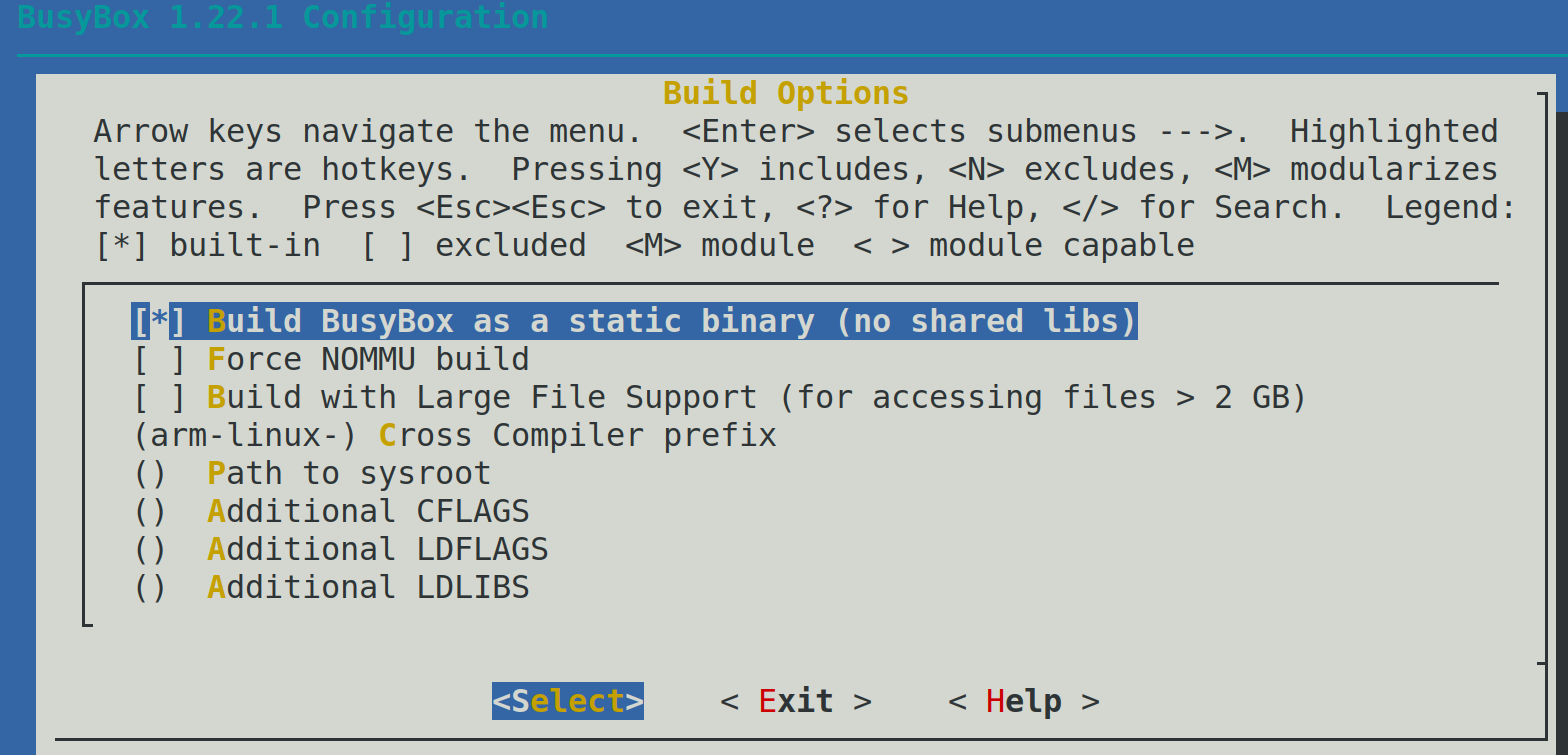 BusyBox 1.22.1 Configuration
Build Options
Arrow keys navigate the menu.  <Enter> selects submenus --->.  Highlighted
letters are hotkeys.  Pressing <Y> includes, <N> excludes, <M> modularizes
features.  Press <Esc><Esc> to exit, <?> for Help, </> for Search.  Legend:
[*] built-in  [ ] excluded  <M> module  < > module capable
[*] Build BusyBox as a static binary (no shared libs)
[ ] Force NOMMU build
[ ] Build with Large File Support (for accessing files > 2 GB)
(arm-linux-) Cross Compiler prefix
()  Path to sysroot
()  Additional CFLAGS
()  Additional LDFLAGS
()  Additional LDLIBS
<Select>    < Exit >    < Help >